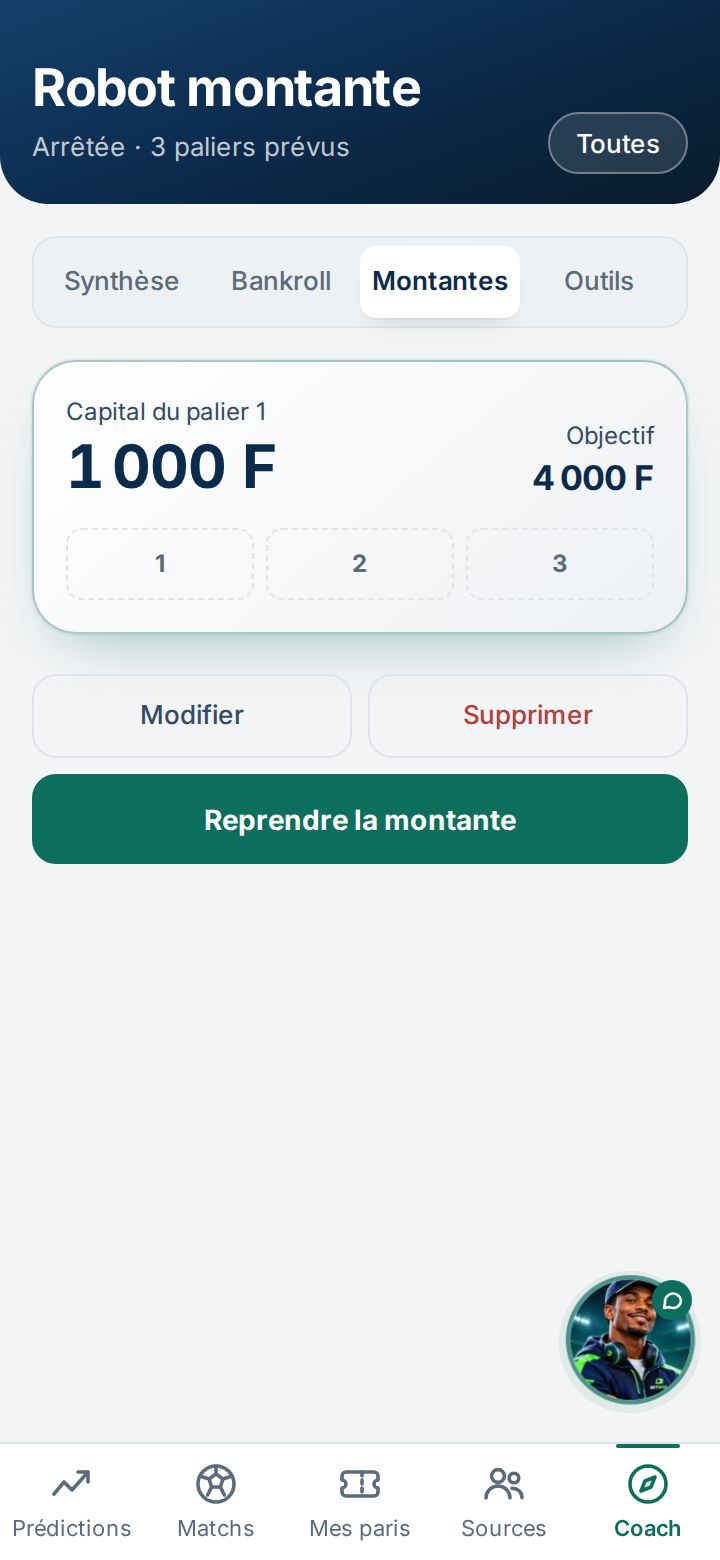 Robot montante
Arrêtée · 3 paliers prévus
Toutes
Synthèse Bankroll Montantes Outils
Capital du palier 1
1 000 F
Objectif
4 000 F
1 2 3
Modifier Supprimer
Reprendre la montante
Prédictions Matchs Mes paris Sources Coach